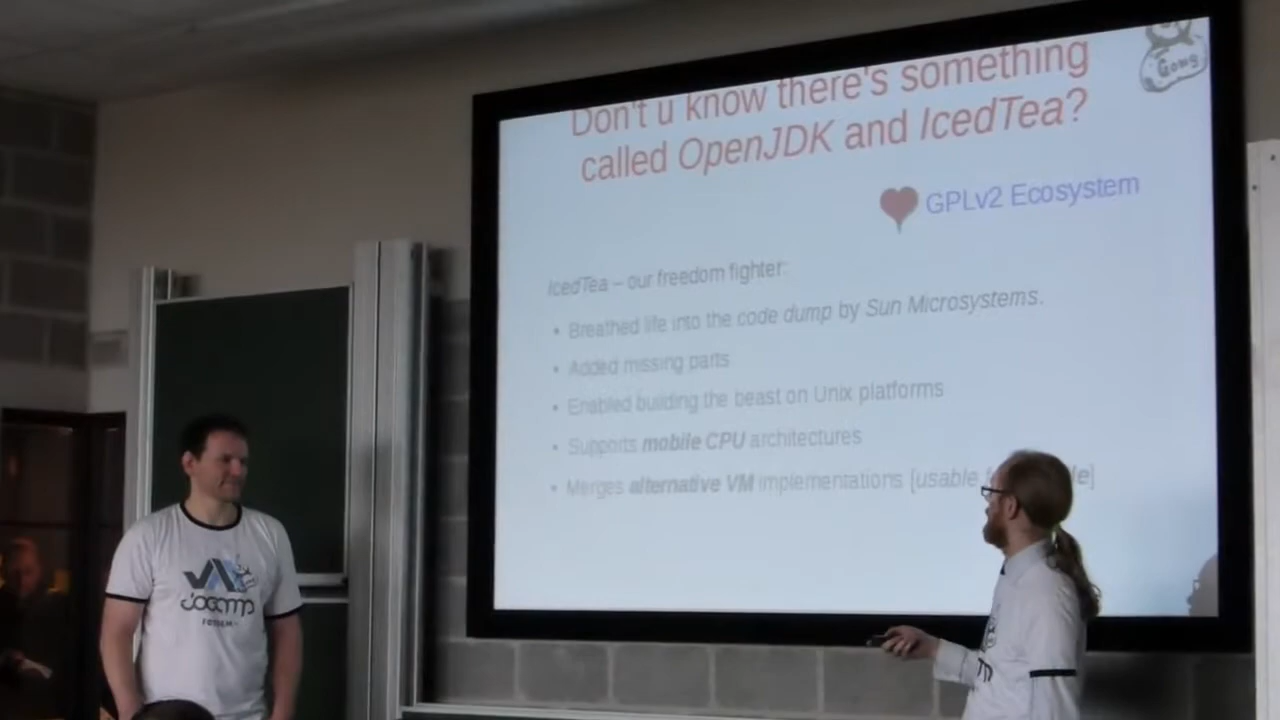 Don't u know there's something
called OpenJDK and IcedTea?
Gowg
GPLv2 Ecosystem
IcedTea – our freedom fighter:
• Breathed life into the code dump by Sun Microsystems.
• Added missing parts
• Enabled building the beast on Unix platforms
• Supports mobile CPU architectures
• Merges alternative VM implementations [usable
jogamp